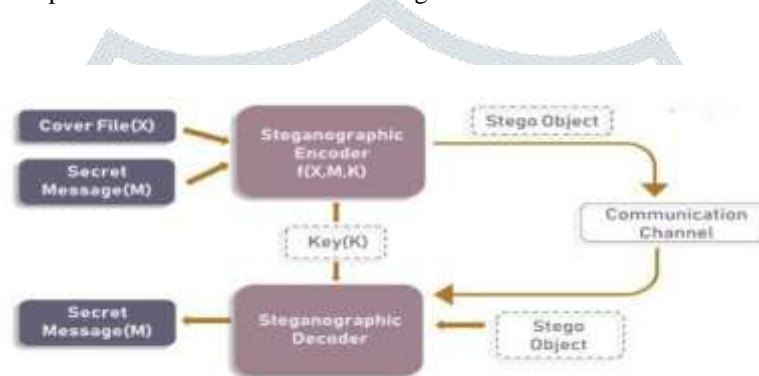 Cover File(X)
Secret
Message(M)
Steganographic
Encoder
f(X,M,K)
Stego Object
Communication
Channel
Key(K)
Secret
Message(M)
Steganographic
Decoder
Stego
Object